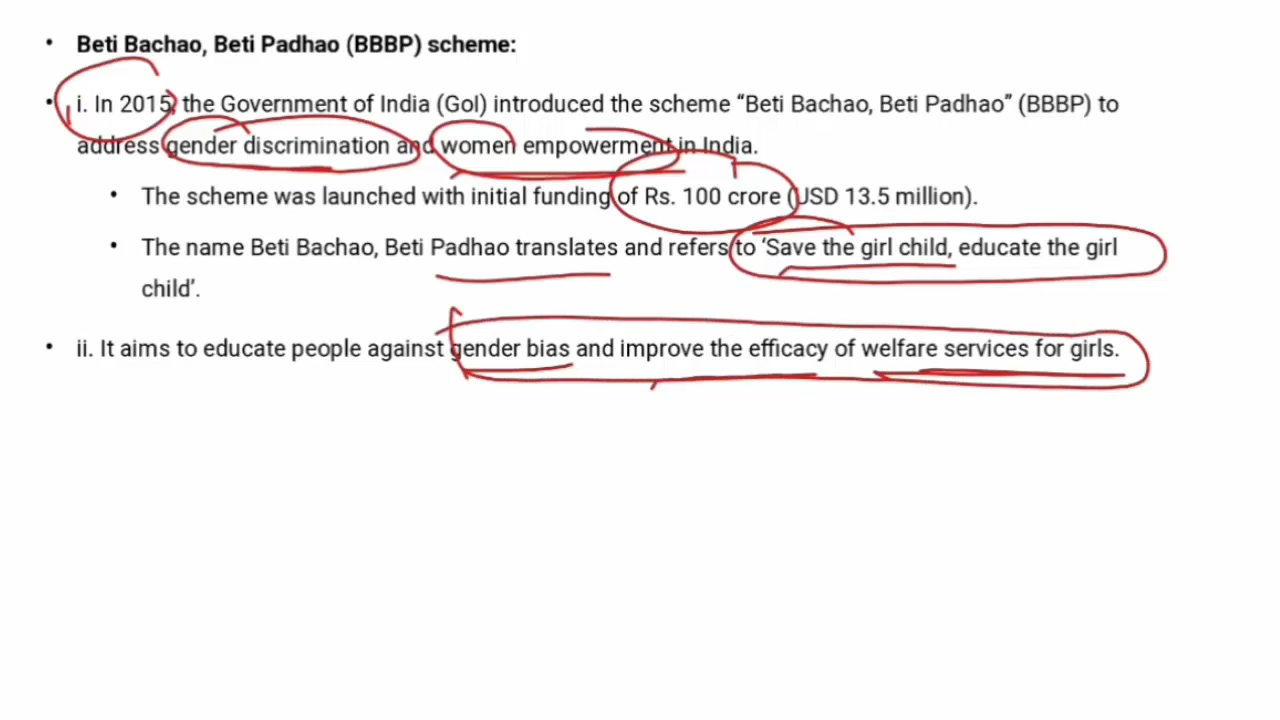 • Beti Bachao, Beti Padhao (BBBP) scheme:
• i. In 2015, the Government of India (GoI) introduced the scheme “Beti Bachao, Beti Padhao” (BBBP) to
address gender discrimination and women empowerment in India.
• The scheme was launched with initial funding of Rs. 100 crore (USD 13.5 million).
• The name Beti Bachao, Beti Padhao translates and refers to ‘Save the girl child, educate the girl
child’.
• ii. It aims to educate people against gender bias and improve the efficacy of welfare services for girls.